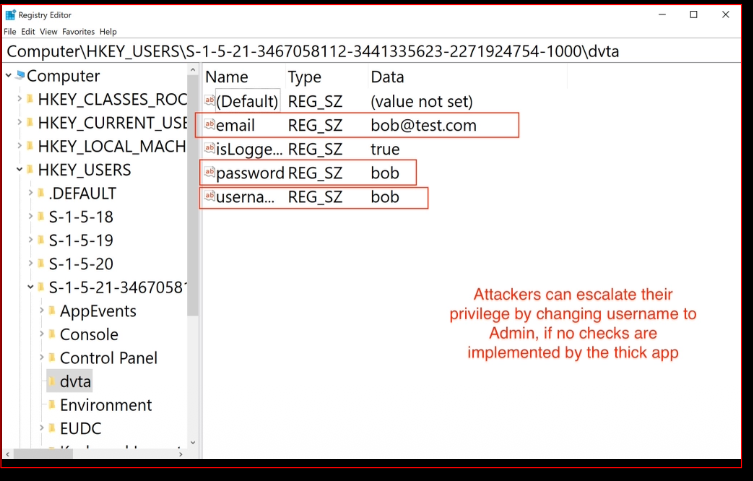 Registry Editor
File Edit View Favorites Help
Computer\HKEY_USERS\S-1-5-21-3467058112-3441335623-2271924754-1000\dvta
Computer
HKEY_CLASSES_ROC
HKEY_CURRENT_USE
HKEY_LOCAL_MACH
HKEY_USERS
.DEFAULT
S-1-5-18
S-1-5-19
S-1-5-20
S-1-5-21-34670581
AppEvents
Console
Control Panel
dvta
Environment
EUDC
Name Type Data
(Default) REG_SZ (value not set)
email REG_SZ bob@test.com
isLogge... REG_SZ true
password REG_SZ bob
userna... REG_SZ bob
Attackers can escalate their
privilege by changing username to
Admin, if no checks are
implemented by the thick app